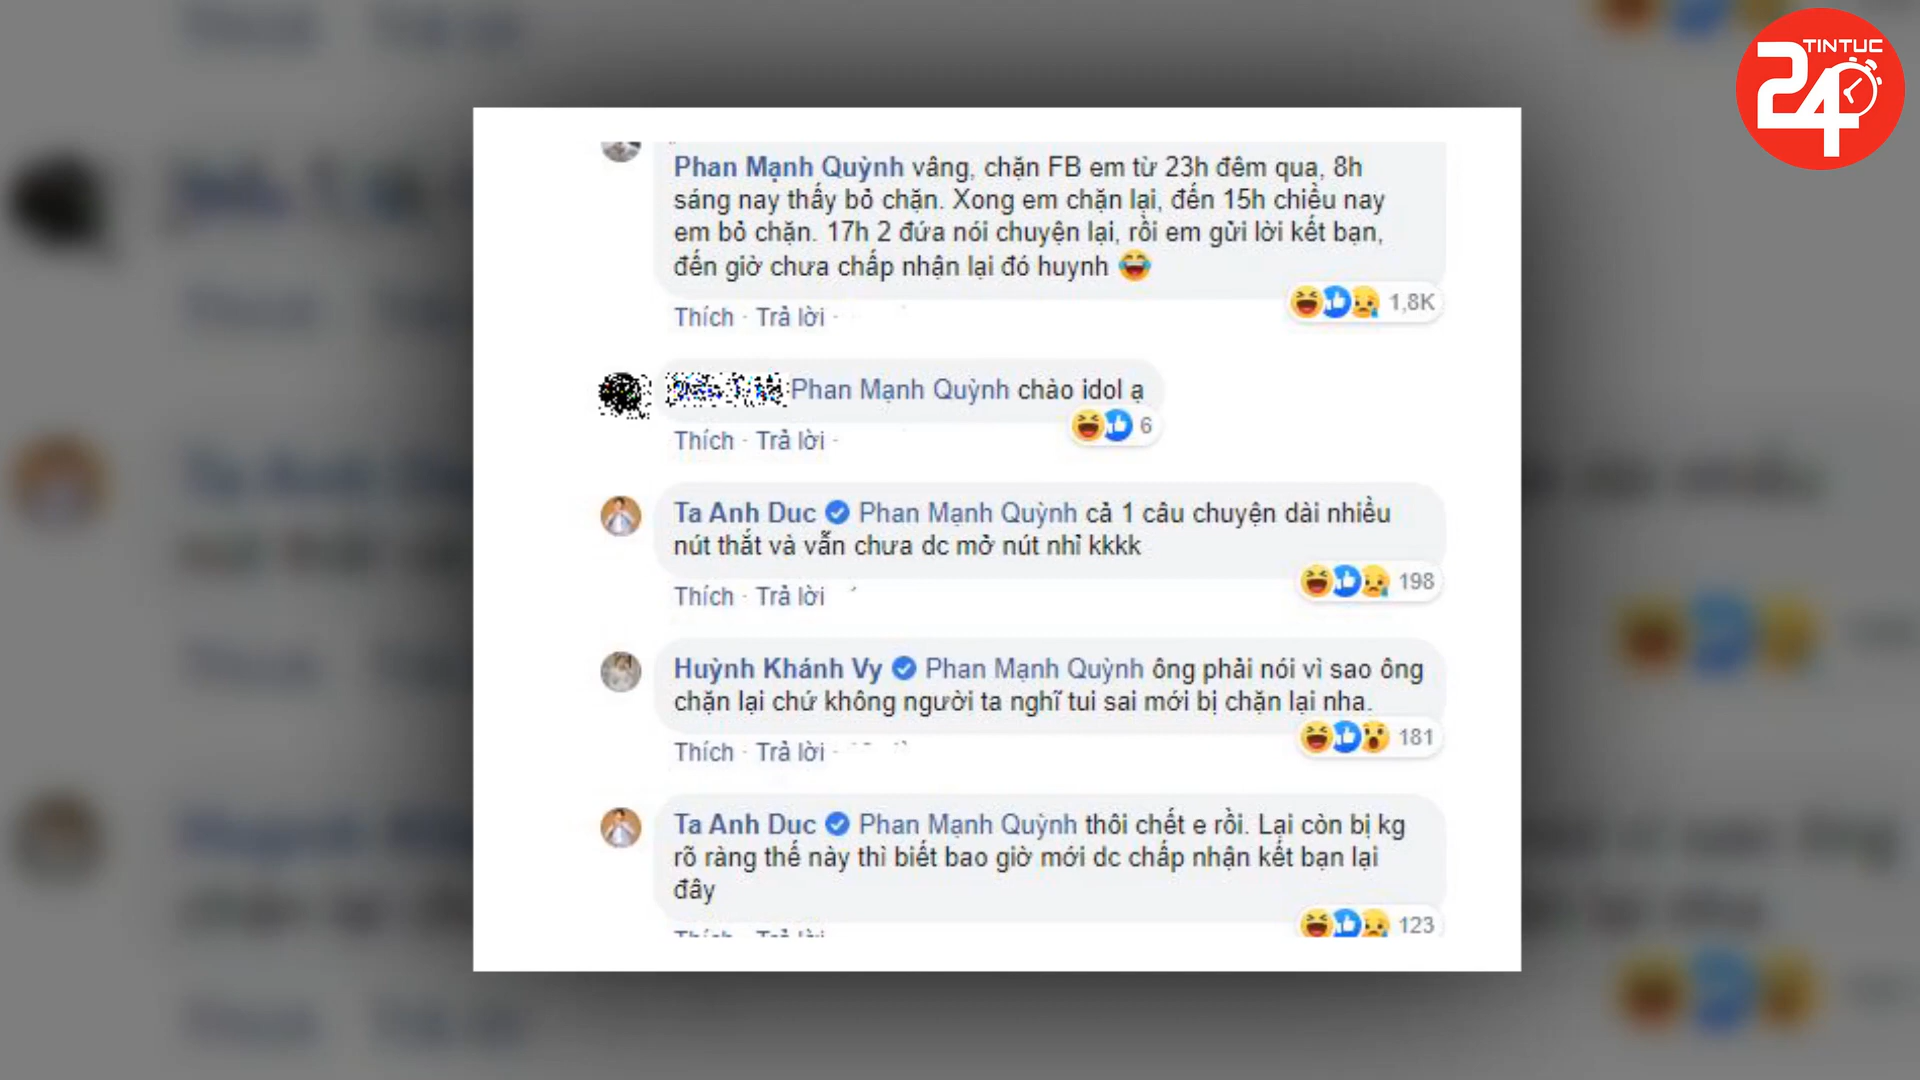 TINTUC
24
Phan Mạnh Quỳnh vâng, chặn FB em từ 23h đêm qua, 8h
sáng nay thấy bỏ chặn. Xong em chặn lại, đến 15h chiều nay
em bỏ chặn. 17h 2 đứa nói chuyện lại, rồi em gửi lời kết bạn,
đến giờ chưa chấp nhận lại đó huynh 😂
1,8K
Thích · Trả lời ·
Phan Mạnh Quỳnh chào idol ạ
6
Thích · Trả lời ·
Ta Anh Duc Phan Mạnh Quỳnh cả 1 câu chuyện dài nhiều
nút thắt và vẫn chưa dc mở nút nhỉ kkkk
198
Thích · Trả lời
Huỳnh Khánh Vy Phan Mạnh Quỳnh ông phải nói vì sao ông
chặn lại chứ không người ta nghĩ tui sai mới bị chặn lại nha.
181
Thích · Trả lời ·
Ta Anh Duc Phan Mạnh Quỳnh thôi chết e rồi. Lại còn bị kg
rõ ràng thế này thì biết bao giờ mới dc chấp nhận kết bạn lại
đây
123